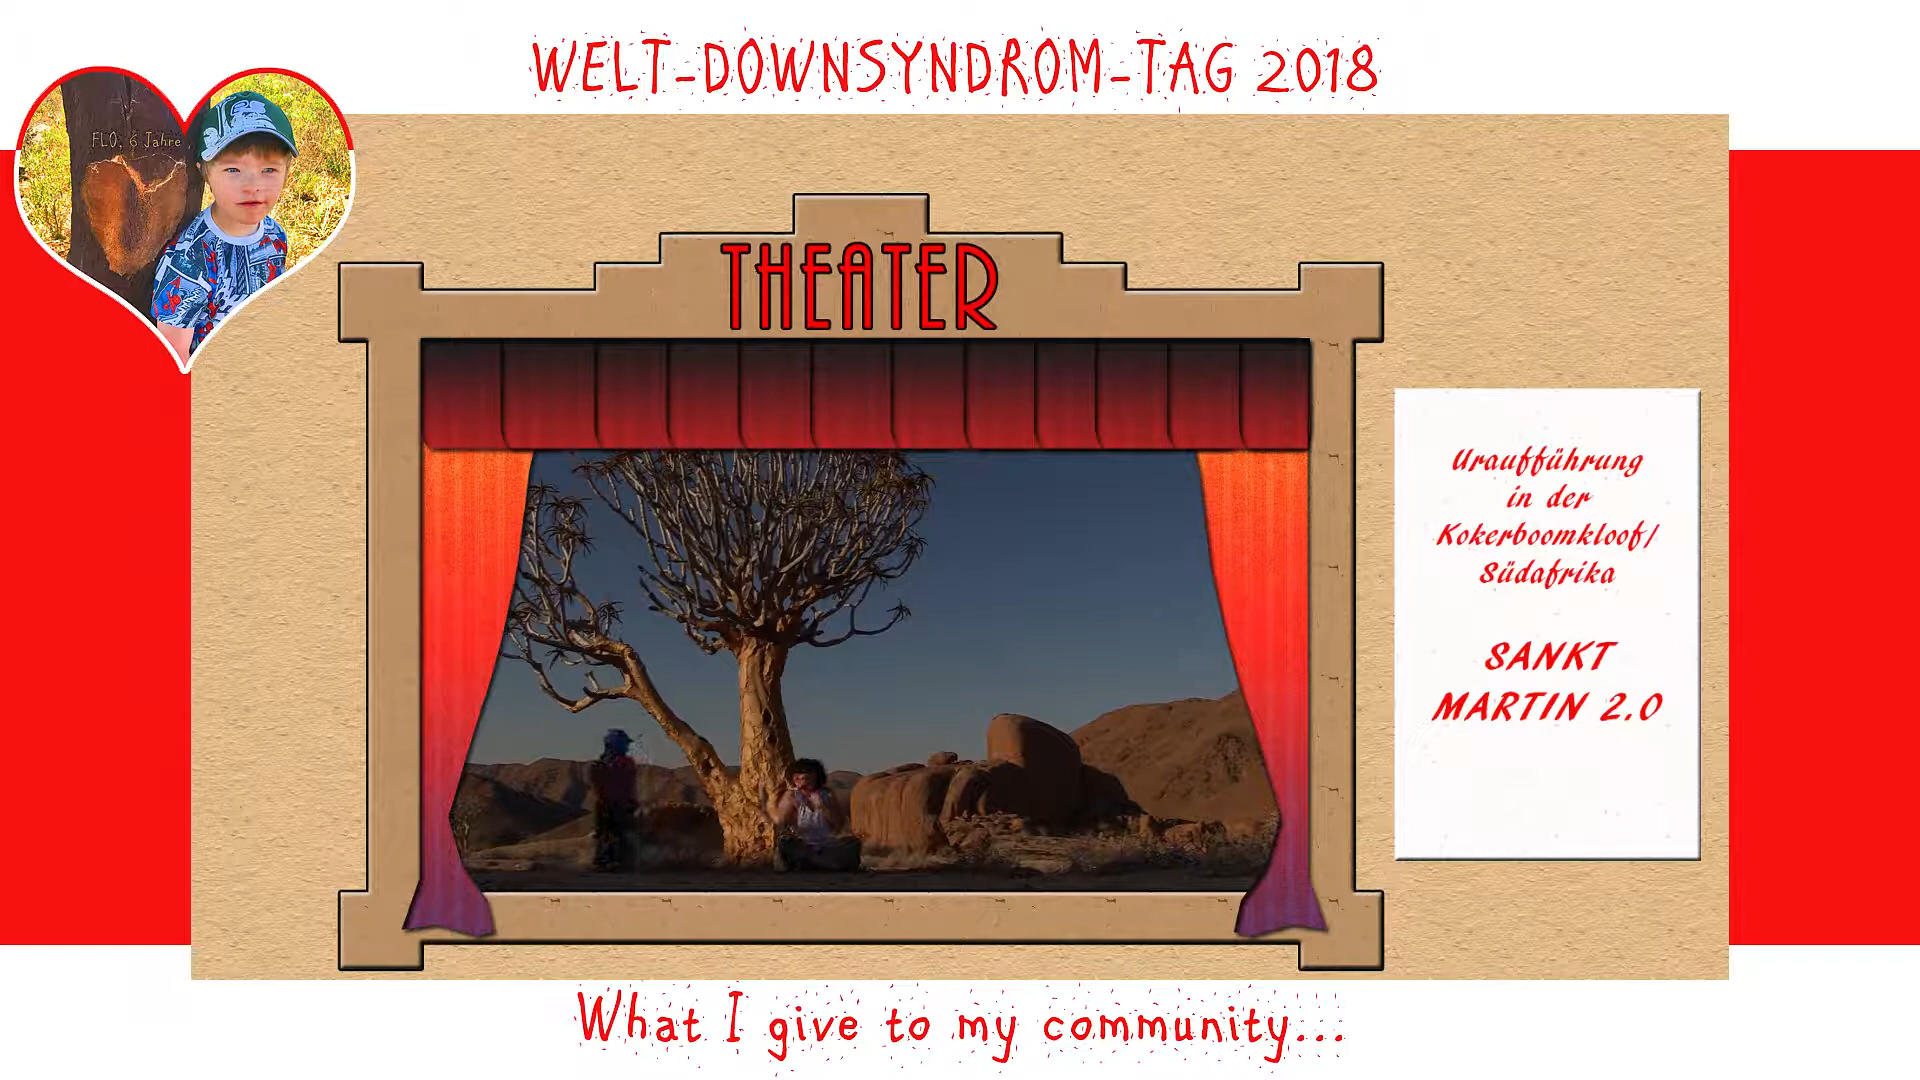 WELT-DOWNSYNDROM-TAG 2018
FLO, 6 Jahre
THEATER
Uraufführung
in der
Kokerboomkloof/
Südafrika
SANKT
MARTIN 2.0
What I give to my community...